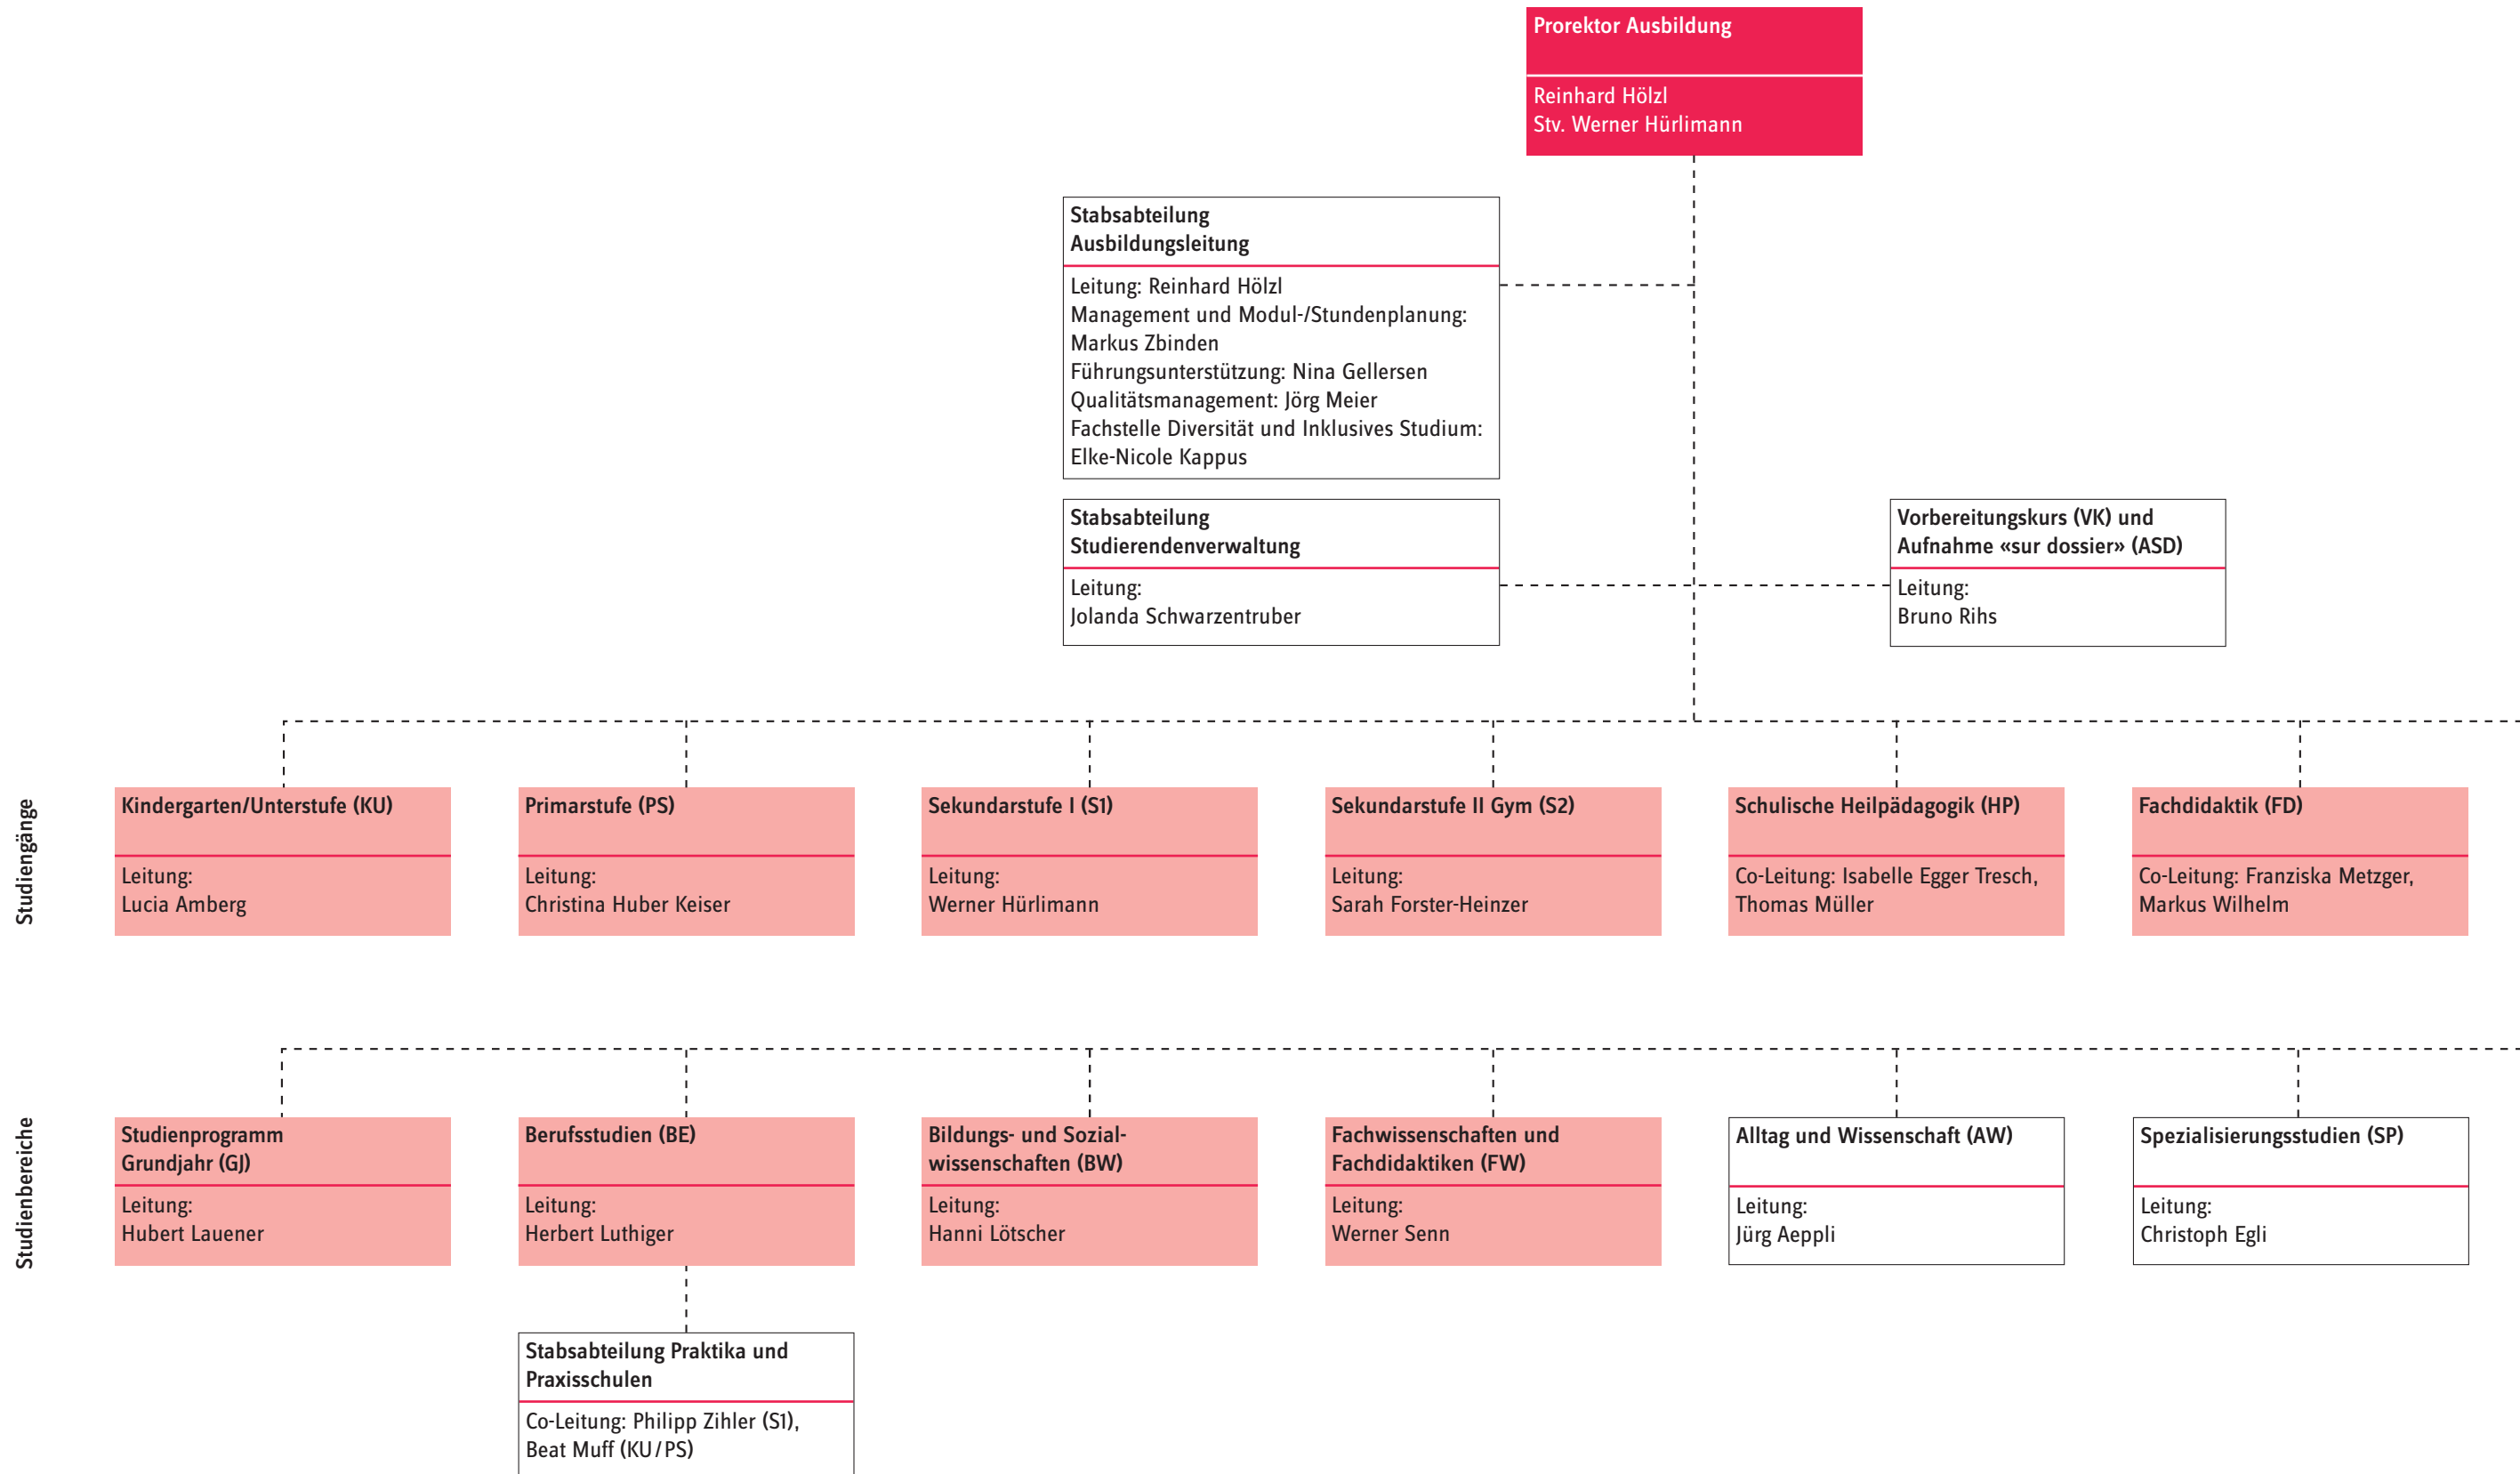 Prorektor Ausbildung
Reinhard Hölzl
Stv. Werner Hürlimann
Stabsabteilung
Ausbildungsleitung
Leitung: Reinhard Hölzl
Management und Modul-/Stundenplanung:
Markus Zbinden
Führungsunterstützung: Nina Gellersen
Qualitätsmanagement: Jörg Meier
Fachstelle Diversität und Inklusives Studium:
Elke-Nicole Kappus
Stabsabteilung
Studierendenverwaltung
Leitung:
Jolanda Schwarzentruber
Vorbereitungskurs (VK) und
Aufnahme «sur dossier» (ASD)
Leitung:
Bruno Rihs
Studiengänge
Kindergarten/Unterstufe (KU)
Leitung:
Lucia Amberg
Primarstufe (PS)
Leitung:
Christina Huber Keiser
Sekundarstufe I (S1)
Leitung:
Werner Hürlimann
Sekundarstufe II Gym (S2)
Leitung:
Sarah Forster-Heinzer
Schulische Heilpädagogik (HP)
Co-Leitung: Isabelle Egger Tresch,
Thomas Müller
Fachdidaktik (FD)
Co-Leitung: Franziska Metzger,
Markus Wilhelm
Studienbereiche
Studienprogramm
Grundjahr (GJ)
Leitung:
Hubert Lauener
Berufsstudien (BE)
Leitung:
Herbert Luthiger
Bildungs- und Sozial-
wissenschaften (BW)
Leitung:
Hanni Lötscher
Fachwissenschaften und
Fachdidaktiken (FW)
Leitung:
Werner Senn
Alltag und Wissenschaft (AW)
Leitung:
Jürg Aeppli
Spezialisierungsstudien (SP)
Leitung:
Christoph Egli
Stabsabteilung Praktika und
Praxisschulen
Co-Leitung: Philipp Zihler (S1),
Beat Muff (KU/PS)